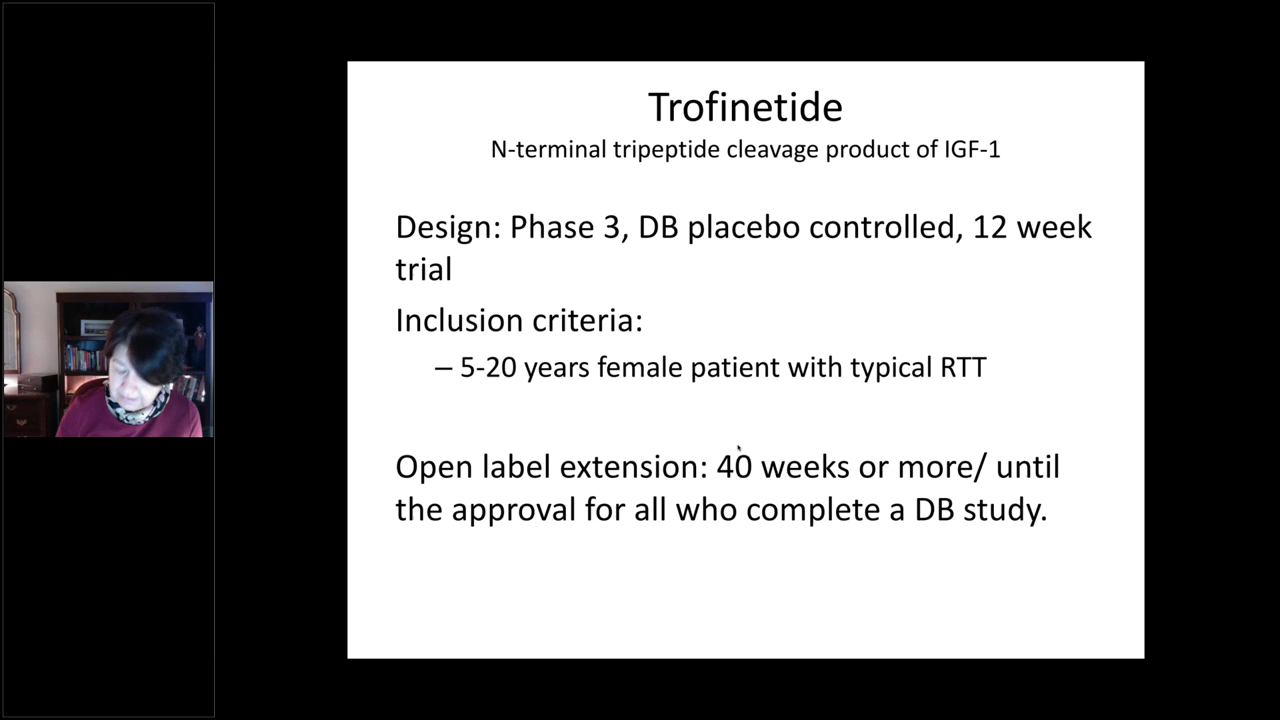 Trofinetide
N-terminal tripeptide cleavage product of IGF-1
Design: Phase 3, DB placebo controlled, 12 week
trial
Inclusion criteria:
– 5-20 years female patient with typical RTT
Open label extension: 40 weeks or more/ until
the approval for all who complete a DB study.